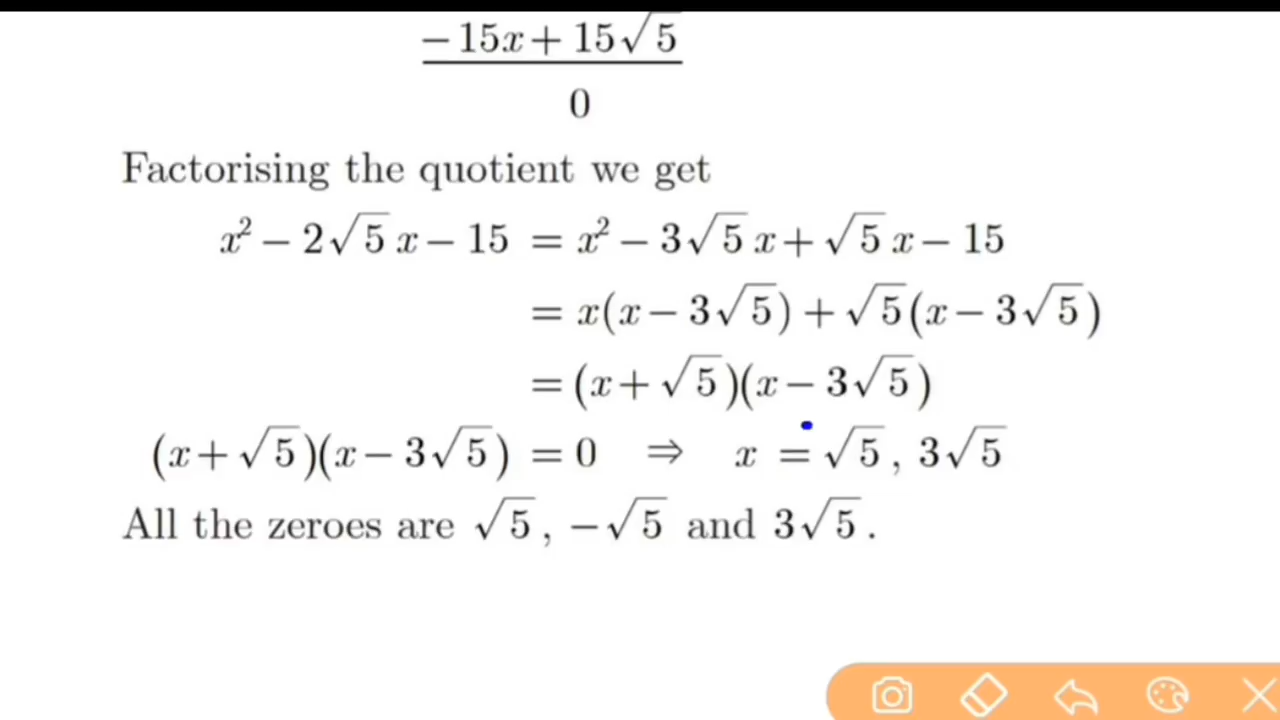 −15x + 15√5
0
Factorising the quotient we get
x² − 2√5 x − 15 = x² − 3√5 x + √5 x − 15
= x(x − 3√5) + √5(x − 3√5)
= (x + √5)(x − 3√5)
(x + √5)(x − 3√5) = 0 ⇒ x = √5, 3√5
All the zeroes are √5, −√5 and 3√5.